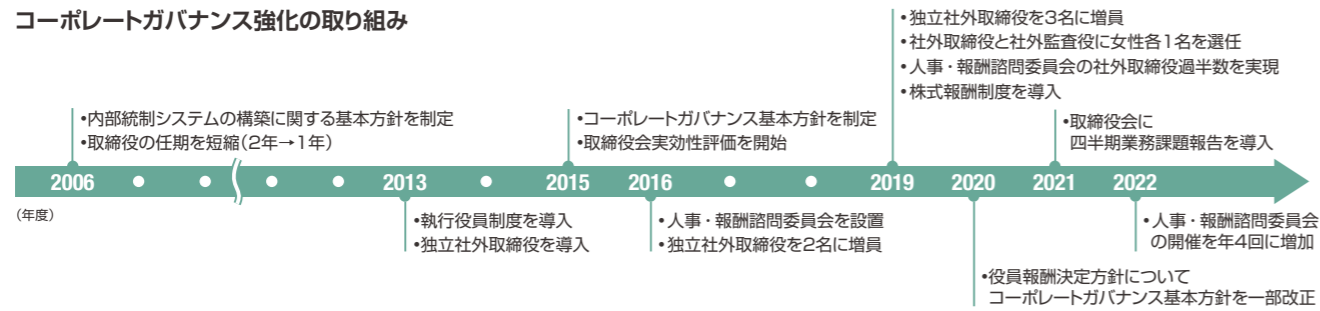 コーポレートガバナンス強化の取り組み
•独立社外取締役を3名に増員
•社外取締役と社外監査役に女性各1名を選任
•人事・報酬諮問委員会の社外取締役過半数を実現
•株式報酬制度を導入
•内部統制システムの構築に関する基本方針を制定
•取締役の任期を短縮(2年→1年)
•コーポレートガバナンス基本方針を制定
•取締役会実効性評価を開始
•取締役会に
四半期業務課題報告を導入
2006 2013 2015 2016 2019 2020 2021 2022
(年度)
•執行役員制度を導入
•独立社外取締役を導入
•人事・報酬諮問委員会を設置
•独立社外取締役を2名に増員
•人事・報酬諮問委員会
の開催を年4回に増加
•役員報酬決定方針について
コーポレートガバナンス基本方針を一部改正